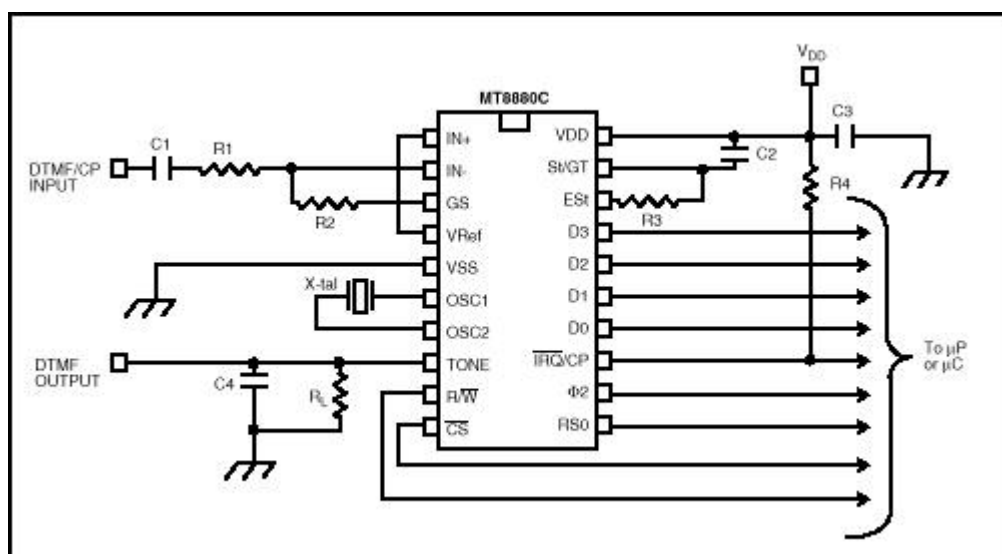 VDD
MT8880C
C3
C1
R1
IN+
VDD
C2
DTMF/CP
INPUT
IN-
St/GT
R4
R2
GS
ESt
R3
VRef
D3
VSS
D2
X-tal
OSC1
D1
OSC2
D0
DTMF
OUTPUT
TONE
IRQ/CP
To μP
or μC
C4
RL
R/W
Φ2
CS
RS0